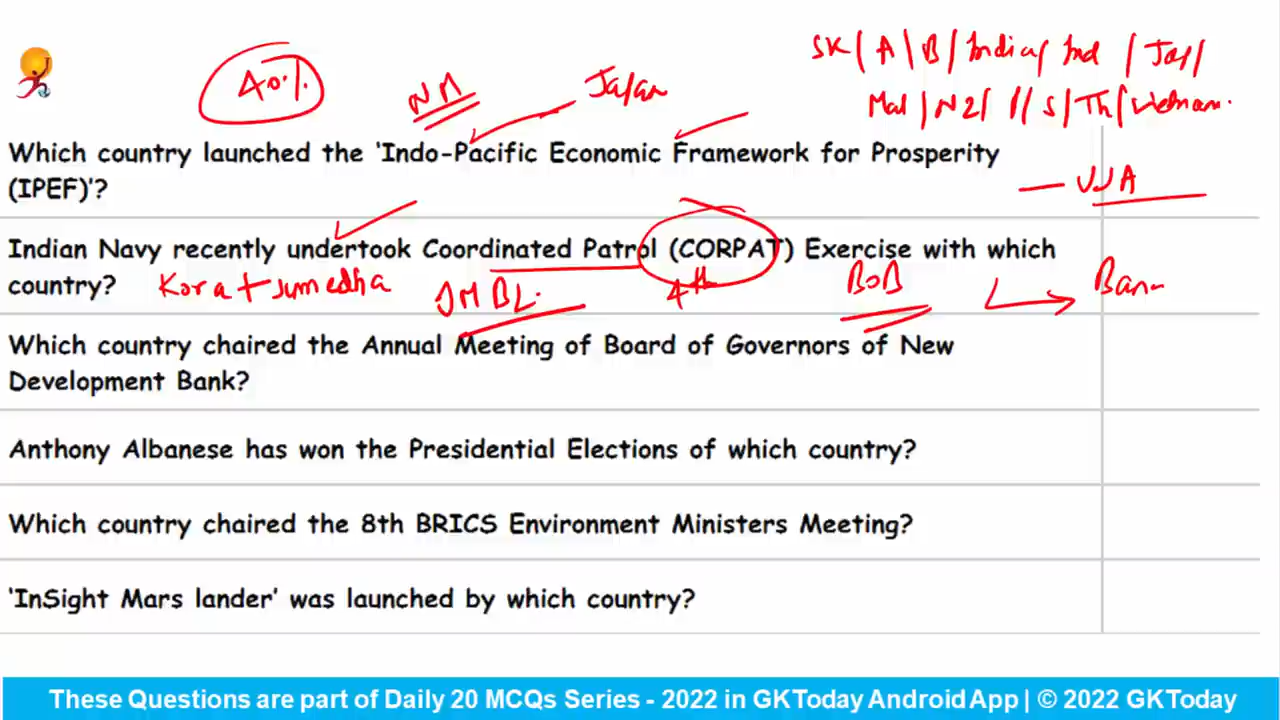 SK / A / B / India / Ind / Jap /
40% NM Japan Mal / NZ / / S / Th / Vietnam.
Which country launched the ‘Indo-Pacific Economic Framework for Prosperity
(IPEF)’? — USA
Indian Navy recently undertook Coordinated Patrol (CORPAT) Exercise with which
country? Kora + Sumedha IMBL. 4th BOB Ban
Which country chaired the Annual Meeting of Board of Governors of New
Development Bank?
Anthony Albanese has won the Presidential Elections of which country?
Which country chaired the 8th BRICS Environment Ministers Meeting?
‘InSight Mars lander’ was launched by which country?
These Questions are part of Daily 20 MCQs Series - 2022 in GKToday Android App | © 2022 GKToday